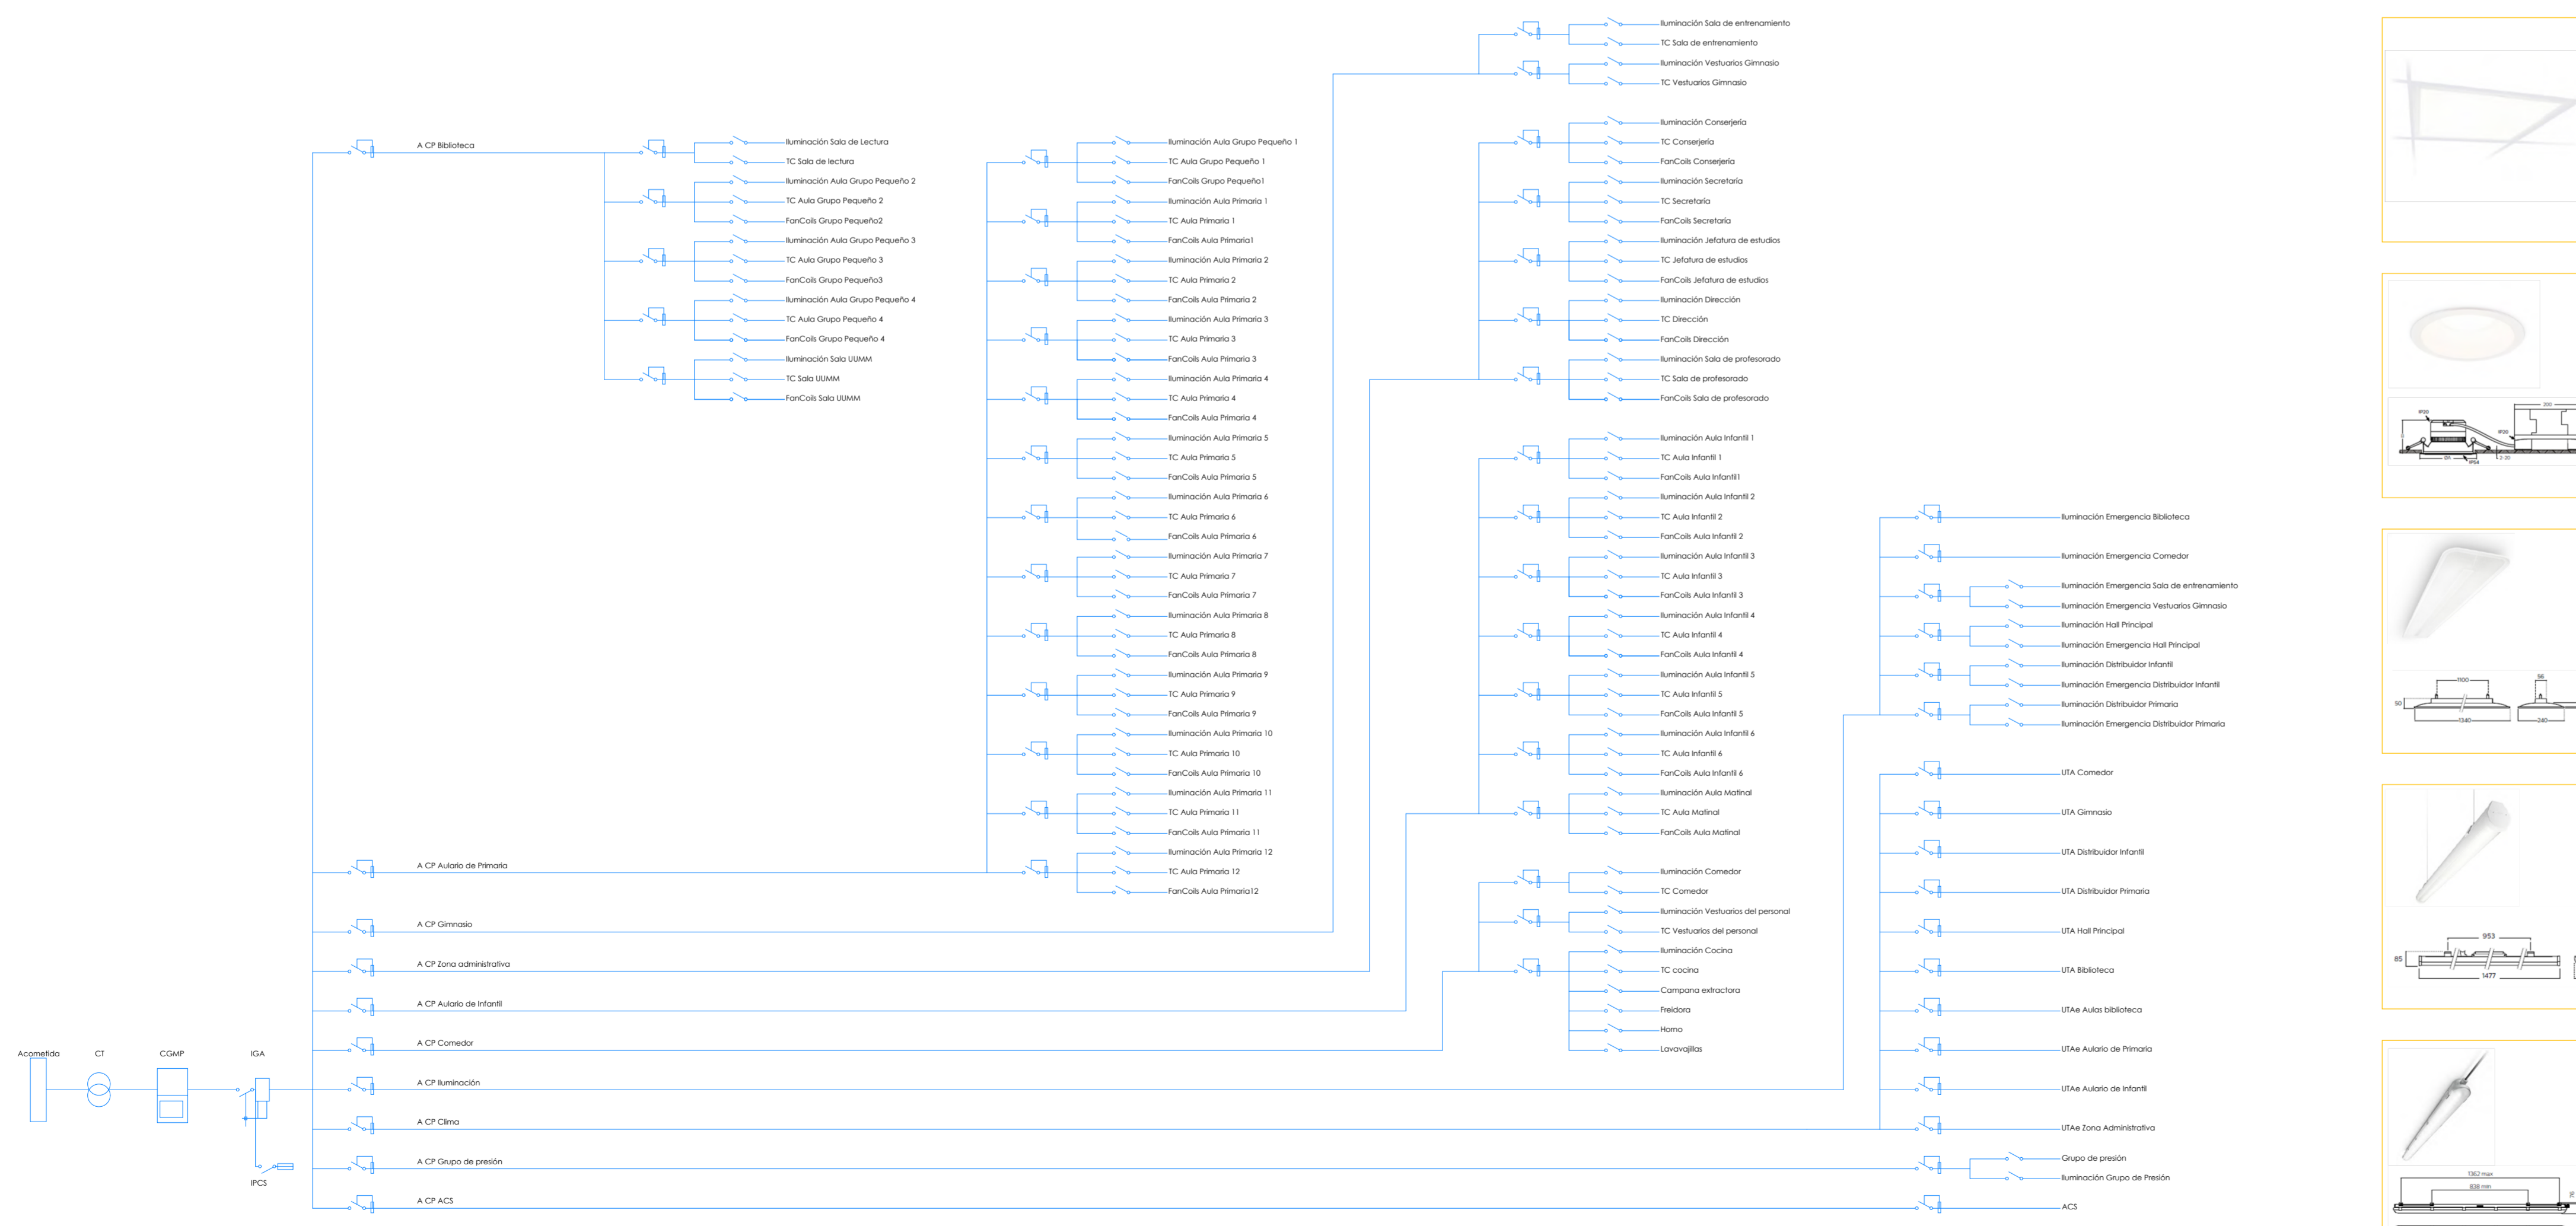 Acometida
CT
CGMP
IGA
IPCS
A CP Biblioteca
A CP Aulario de Primaria
A CP Gimnasio
A CP Zona administrativa
A CP Aulario de Infantil
A CP Comedor
A CP Iluminación
A CP Clima
A CP Grupo de presión
A CP ACS
Iluminación Sala de Lectura
TC Sala de lectura
Iluminación Aula Grupo Pequeño 2
TC Aula Grupo Pequeño 2
FanCoils Grupo Pequeño2
Iluminación Aula Grupo Pequeño 3
TC Aula Grupo Pequeño 3
FanCoils Grupo Pequeño3
Iluminación Aula Grupo Pequeño 4
TC Aula Grupo Pequeño 4
FanCoils Grupo Pequeño 4
Iluminación Sala UUMM
TC Sala UUMM
FanCoils Sala UUMM
Iluminación Aula Grupo Pequeño 1
TC Aula Grupo Pequeño 1
FanCoils Grupo Pequeño1
Iluminación Aula Primaria 1
TC Aula Primaria 1
FanCoils Aula Primaria1
Iluminación Aula Primaria 2
TC Aula Primaria 2
FanCoils Aula Primaria 2
Iluminación Aula Primaria 3
TC Aula Primaria 3
FanCoils Aula Primaria 3
Iluminación Aula Primaria 4
TC Aula Primaria 4
FanCoils Aula Primaria 4
Iluminación Aula Primaria 5
TC Aula Primaria 5
FanCoils Aula Primaria 5
Iluminación Aula Primaria 6
TC Aula Primaria 6
FanCoils Aula Primaria 6
Iluminación Aula Primaria 7
TC Aula Primaria 7
FanCoils Aula Primaria 7
Iluminación Aula Primaria 8
TC Aula Primaria 8
FanCoils Aula Primaria 8
Iluminación Aula Primaria 9
TC Aula Primaria 9
FanCoils Aula Primaria 9
Iluminación Aula Primaria 10
TC Aula Primaria 10
FanCoils Aula Primaria 10
Iluminación Aula Primaria 11
TC Aula Primaria 11
FanCoils Aula Primaria 11
Iluminación Aula Primaria 12
TC Aula Primaria 12
FanCoils Aula Primaria12
Iluminación Sala de entrenamiento
TC Sala de entrenamiento
Iluminación Vestuarios Gimnasio
TC Vestuarios Gimnasio
Iluminación Conserjería
TC Conserjería
FanCoils Conserjería
Iluminación Secretaría
TC Secretaría
FanCoils Secretaría
Iluminación Jefatura de estudios
TC Jefatura de estudios
FanCoils Jefatura de estudios
Iluminación Dirección
TC Dirección
FanCoils Dirección
Iluminación Sala de profesorado
TC Sala de profesorado
FanCoils Sala de profesorado
Iluminación Aula Infantil 1
TC Aula Infantil 1
FanCoils Aula Infantil1
Iluminación Aula Infantil 2
TC Aula Infantil 2
FanCoils Aula Infantil 2
Iluminación Aula Infantil 3
TC Aula Infantil 3
FanCoils Aula Infantil 3
Iluminación Aula Infantil 4
TC Aula Infantil 4
FanCoils Aula Infantil 4
Iluminación Aula Infantil 5
TC Aula Infantil 5
FanCoils Aula Infantil 5
Iluminación Aula Infantil 6
TC Aula Infantil 6
FanCoils Aula Infantil 6
Iluminación Aula Matinal
TC Aula Matinal
FanCoils Aula Matinal
Iluminación Comedor
TC Comedor
Iluminación Vestuarios del personal
TC Vestuarios del personal
Iluminación Cocina
TC cocina
Campana extractora
Freidora
Horno
Lavavajillas
Iluminación Emergencia Biblioteca
Iluminación Emergencia Comedor
Iluminación Emergencia Sala de entrenamiento
Iluminación Emergencia Vestuarios Gimnasio
Iluminación Hall Principal
Iluminación Emergencia Hall Principal
Iluminación Distribuidor Infantil
Iluminación Emergencia Distribuidor Infantil
Iluminación Distribuidor Primaria
Iluminación Emergencia Distribuidor Primaria
UTA Comedor
UTA Gimnasio
UTA Distribuidor Infantil
UTA Distribuidor Primaria
UTA Hall Principal
UTA Biblioteca
UTAe Aulas biblioteca
UTAe Aulario de Primaria
UTAe Aulario de Infantil
UTAe Zona Administrativa
Grupo de presión
Iluminación Grupo de Presión
ACS
200
IP20
IP54
2-20
1100
56
50
1340
240
953
85
1477
1362 max
838 min